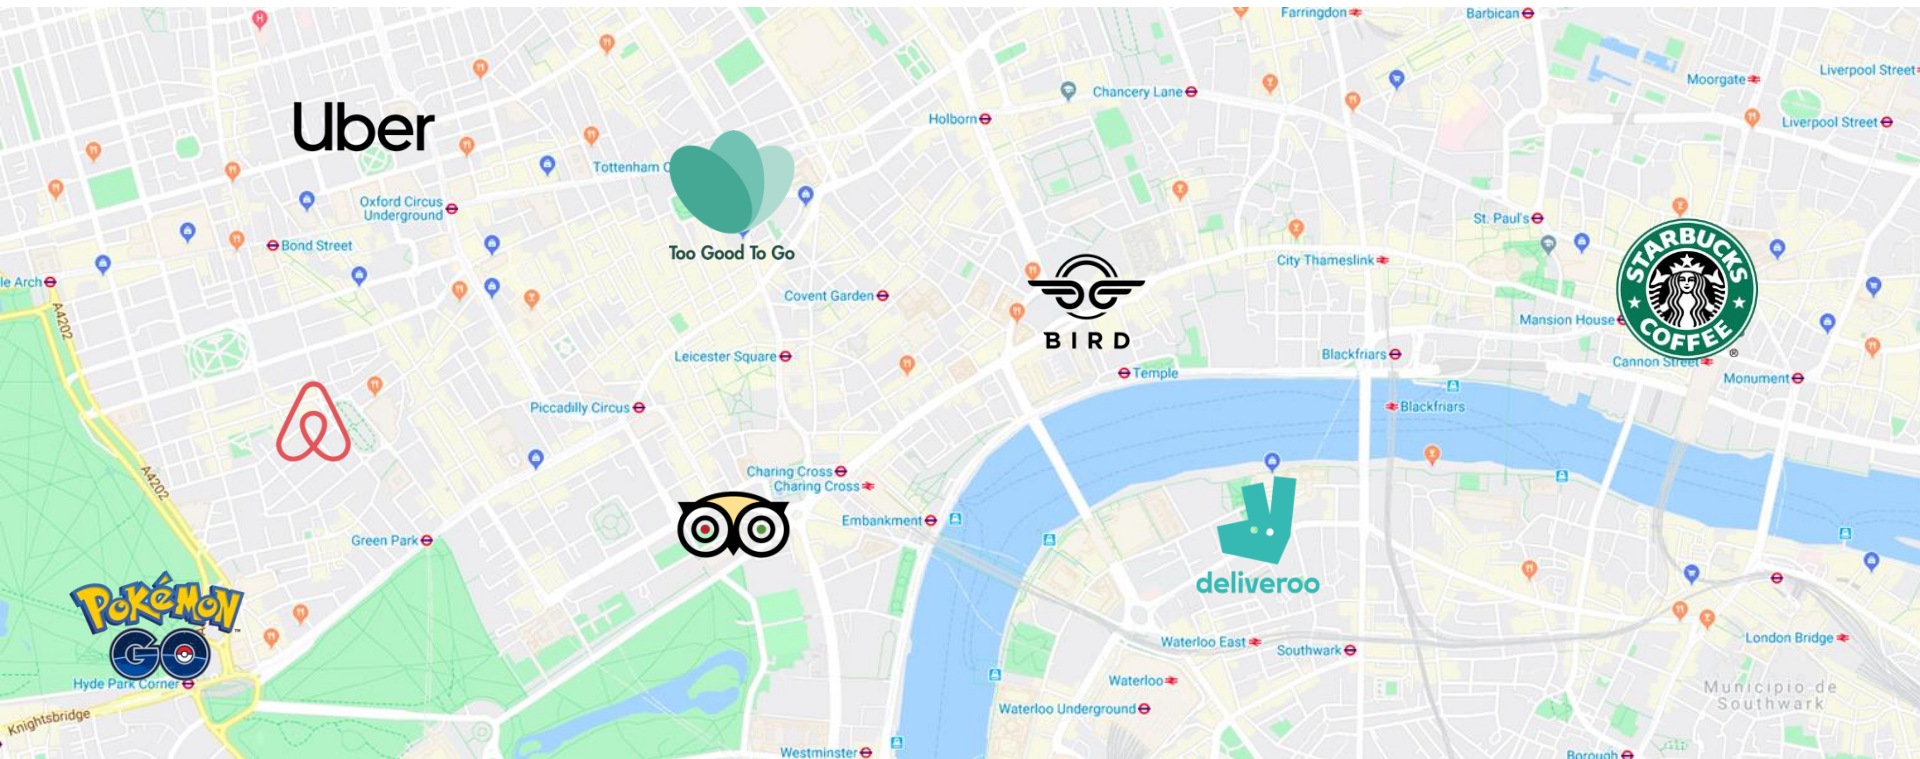 Farringdon
Barbican
Liverpool Street
Moorgate
Chancery Lane
Holborn
Liverpool Street
Uber
Tottenham C
Oxford Circus
Underground
Bond Street
Too Good To Go
St. Paul's
City Thameslink
STARBUCKS
COFFEE
®
le Arch
A4202
Covent Garden
BIRD
Mansion House
Leicester Square
Blackfriars
Cannon Street
Temple
Monument
Piccadilly Circus
Blackfriars
A4202
Charing Cross
Charing Cross
Embankment
Green Park
deliveroo
POKéMON
TM
GO
Hyde Park Corner
Knightsbridge
Waterloo East
Southwark
London Bridge
Waterloo
Waterloo Underground
Municipio de
Southwark
Westminster
Borough